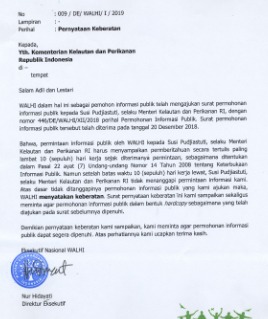 No : 009 / DE/ WALHI/ I / 2019
Lampiran : -
Perihal : Pernyataan Keberatan
Kepada,
Yth. Kementerian Kelautan dan Perikanan
Republik Indonesia
di –
tempat
Salam Adil dan Lestari
WALHI dalam hal ini sebagai pemohon informasi publik telah mengajukan surat permohonan
informasi publik kepada Susi Pudjiastuti, selaku Menteri Kelautan dan Perikanan RI, dengan
nomor 446/DE/WALHI/XII/2018 perihal Permohonan Informasi Publik. Surat permohonan
informasi publik tersebut telah diterima pada tanggal 20 Desember 2018.
Bahwa, permintaan informasi publik oleh WALHI kepada Susi Pudjiastuti, selaku Menteri
Kelautan dan Perikanan RI harus menyampaikan pemberitahuan secara tertulis paling
lambat 10 (sepuluh) hari kerja sejak diterimanya permintaan, sebagaimana ditentukan
dalam Pasal 22 ayat (7) Undang-undang Nomor 14 Tahun 2008 tentang Keterbukaan
Informasi Publik. Namun setelah batas waktu 10 (sepuluh) hari kerja lewat, Susi Pudjiastuti,
selaku Menteri Kelautan dan Perikanan RI tidak menanggapi permintaan informasi kami.
Atas dasar tidak ditanggapinya permohonan informasi publik yang kami ajukan maka,
WALHI menyatakan keberatan. Surat pernyataan keberatan ini kami sampaikan sekaligus
meminta agar permohonan informasi publik dalam bentuk hardcopy sebagaimana yang telah
diajukan pada surat sebelumnya dipenuhi.
Demikian pernyataan keberatan kami sampaikan, kami meminta agar permohonan informasi
publik dapat segera dipenuhi. Atas perhatiannya kami ucapkan terima kasih.
Eksekutif Nasional WALHI
Nur Hidayati
Direktur Eksekutif